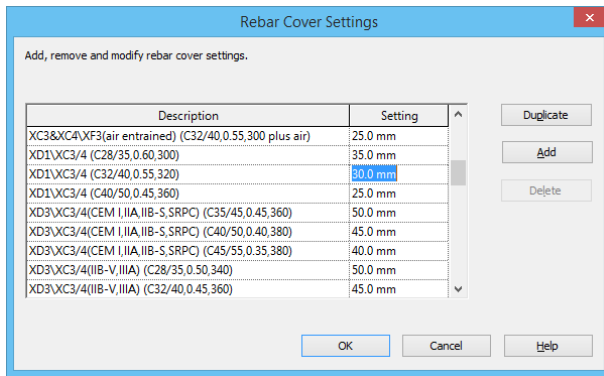 Rebar Cover Settings
Add, remove and modify rebar cover settings.
Description Setting
XC3&XC4\XF3(air entrained) (C32/40,0.55,300 plus air) 25.0 mm
XD1\XC3/4 (C28/35,0.60,300) 35.0 mm
XD1\XC3/4 (C32/40,0.55,320) 30.0 mm
XD1\XC3/4 (C40/50,0.45,360) 25.0 mm
XD3\XC3/4(CEM I,IIA,IIB-S,SRPC) (C35/45,0.45,360) 50.0 mm
XD3\XC3/4(CEM I,IIA,IIB-S,SRPC) (C40/50,0.40,380) 45.0 mm
XD3\XC3/4(CEM I,IIA,IIB-S,SRPC) (C45/55,0.35,380) 40.0 mm
XD3\XC3/4(IIB-V,IIIA) (C28/35,0.50,340) 50.0 mm
XD3\XC3/4(IIB-V,IIIA) (C32/40,0.45,360) 45.0 mm
Duplicate
Add
Delete
OK Cancel Help